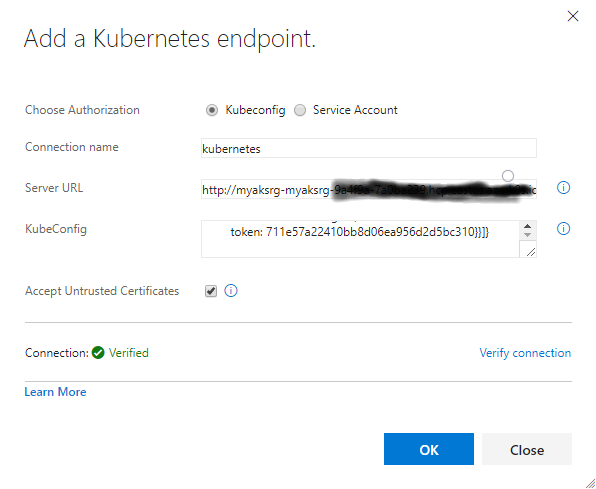 Add a Kubernetes endpoint.
Choose Authorization Kubeconfig Service Account
Connection name kubernetes
Server URL http://myaksrg-myaksrg-
KubeConfig token: 711e57a22410bb8d06ea956d2d5bc310}}]}
Accept Untrusted Certificates
Connection: Verified Verify connection
Learn More
OK Close